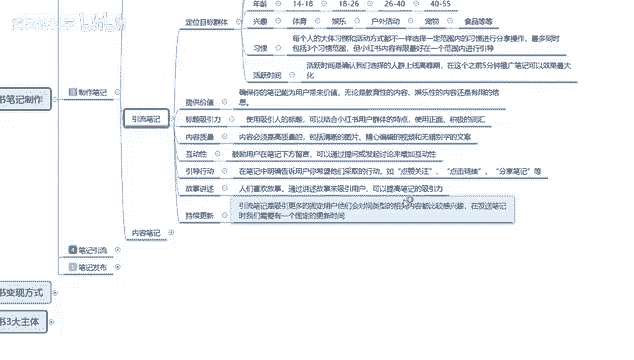 年龄 14-18 18-26 26-40 40-55
定位目标群体
兴趣 体育 娱乐 户外活动 宠物 食品等等
习惯 每个人的大体习惯和活动方式都不一样选择一定范围内的习惯进行分享操作。最多同时
包括3个习惯范围，但小红书内容有限最好在一个范围内进行引导
活跃时间 活跃时间是确认我们选择的人群上线高峰期，在这个之前5分钟推广笔记可以效果最大
化
书笔记制作
制作笔记
引流笔记
提供价值 确保你的笔记能为用户带来价值，无论是教育性的内容、娱乐性的内容还是有用的信
息。
标题吸引力 使用吸引人的标题，可以结合小红书用户群体的特点，使用正面、积极的词汇
内容质量 内容必须是高质量的，包括清晰的图片、精心编辑的视频和无错别字的文案
互动性 鼓励用户在笔记下方留言，可以通过提问或发起讨论来增加互动性
引导行动 在笔记中明确告诉用户你希望他们采取的行动，如“点赞关注”、“点击链接”、“分享笔记”等
故事讲述 人们喜欢故事，通过讲述故事来吸引用户，可以提高笔记的吸引力
持续更新 引流笔记是吸引更多的固定用户他们会对同类型的相关内容都比较感兴趣，在发送笔记
时我们需要有一个固定的更新时间
内容笔记
4 笔记引流
笔记发布
书变现方式
书3大主体